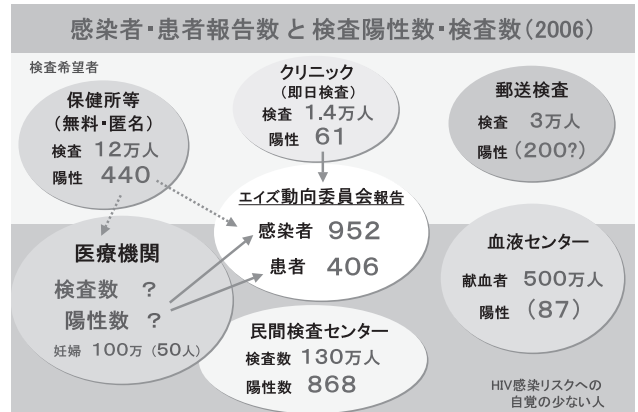 感染者・患者報告数 と 検査陽性数・検査数(2006)
検査希望者
保健所等
(無料・匿名)
検査 12万人
陽性 440
クリニック
(即日検査)
検査 1.4万人
陽性 61
郵送検査
検査 3万人
陽性 (200?)
エイズ動向委員会報告
感染者 952
患者 406
医療機関
検査数 ?
陽性数 ?
妊婦 100万 (50人)
血液センター
献血者 500万人
陽性 (87)
民間検査センター
検査数 130万人
陽性数 868
HIV感染リスクへの
自覚の少ない人